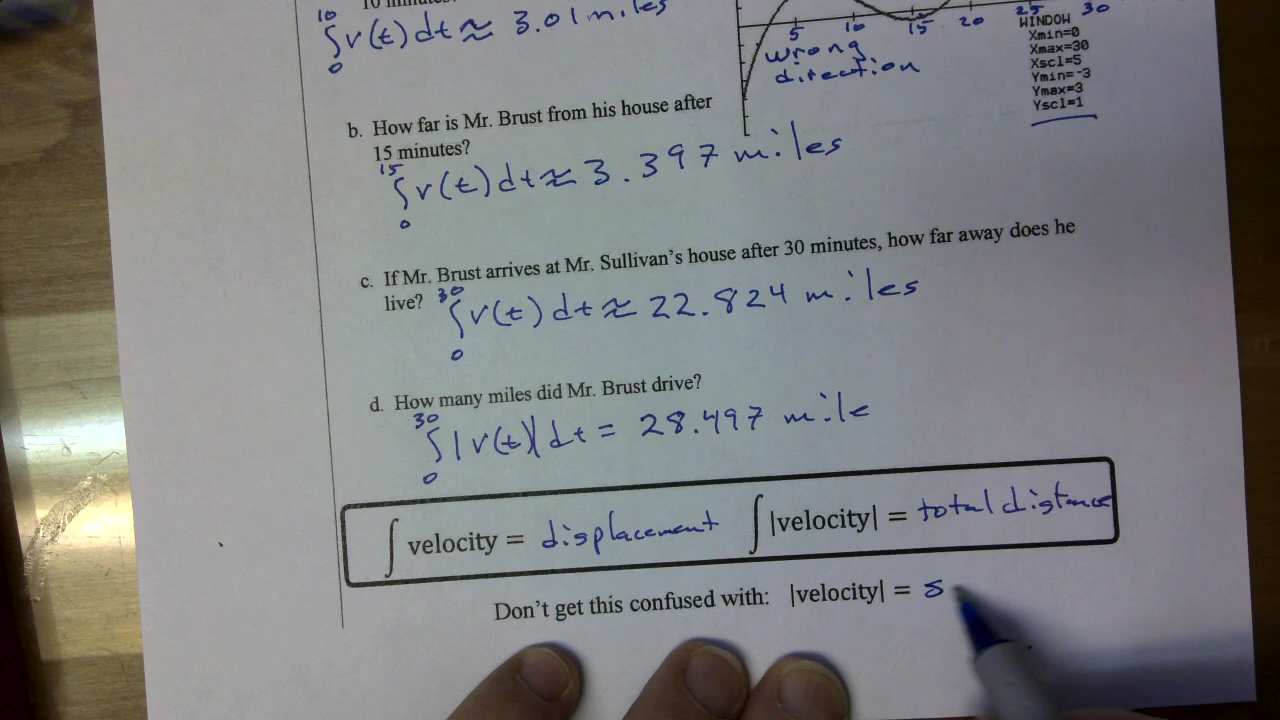 10 minutes?
10
∫v(t)dt ≈ 3.01 miles
0
5 10 15 20 25 30
wrong
direction
WINDOW
Xmin=0
Xmax=30
Xscl=5
Ymin=-3
Ymax=3
Yscl=1
b. How far is Mr. Brust from his house after
15 minutes?
15
∫v(t)dt ≈ 3.397 miles
0
c. If Mr. Brust arrives at Mr. Sullivan's house after 30 minutes, how far away does he
live? 30
∫v(t)dt ≈ 22.824 miles
0
d. How many miles did Mr. Brust drive?
30
∫|v(t)|dt = 28.497 mile
0
∫ velocity = displacement ∫ |velocity| = total distance
Don't get this confused with: |velocity| = s